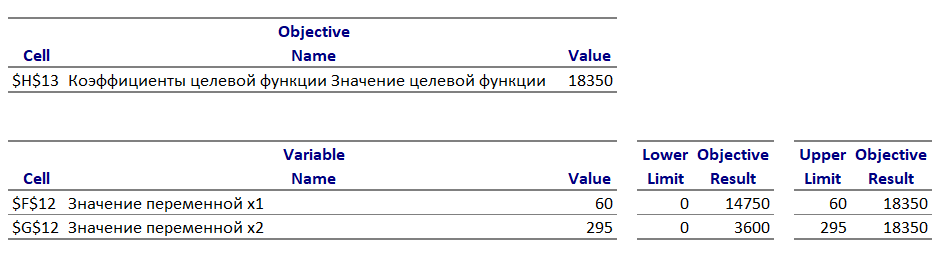 Objective
Cell Name Value
$H$13 Коэффициенты целевой функции Значение целевой функции 18350
Variable Lower Objective Upper Objective
Cell Name Value Limit Result Limit Result
$F$12 Значение переменной x1 60 0 14750 60 18350
$G$12 Значение переменной x2 295 0 3600 295 18350